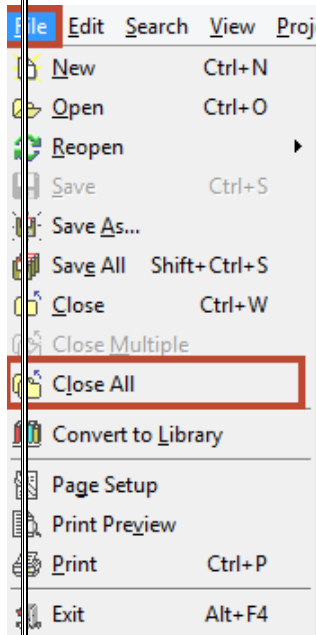 File Edit Search View Proj
New Ctrl+N
Open Ctrl+O
Reopen
Save Ctrl+S
Save As...
Save All Shift+Ctrl+S
Close Ctrl+W
Close Multiple
Close All
Convert to Library
Page Setup
Print Preview
Print Ctrl+P
Exit Alt+F4